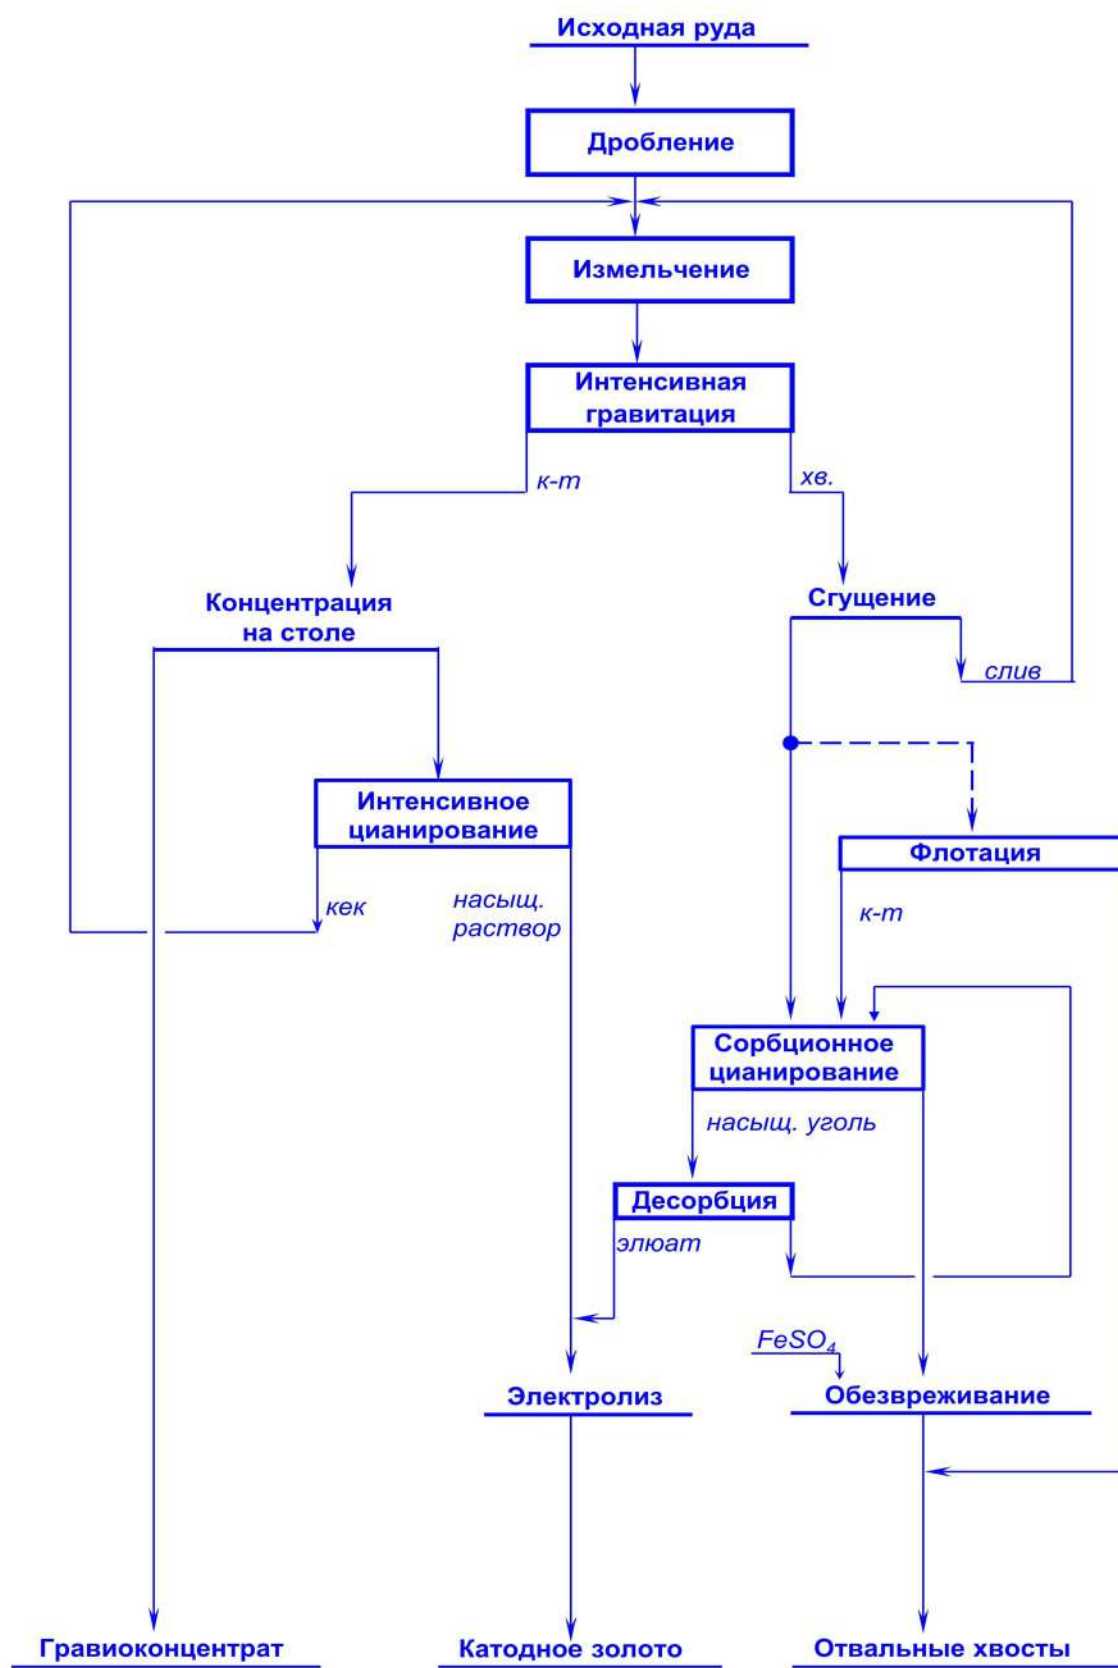 Исходная руда
Дробление
Измельчение
Интенсивная
гравитация
к-т
хв.
Концентрация
на столе
Сгущение
слив
Интенсивное
цианирование
Флотация
кек
насыщ.
раствор
к-т
Сорбционное
цианирование
насыщ. уголь
Десорбция
элюат
FeSO₄
Электролиз
Обезвреживание
Гравиоконцентрат
Катодное золото
Отвальные хвосты